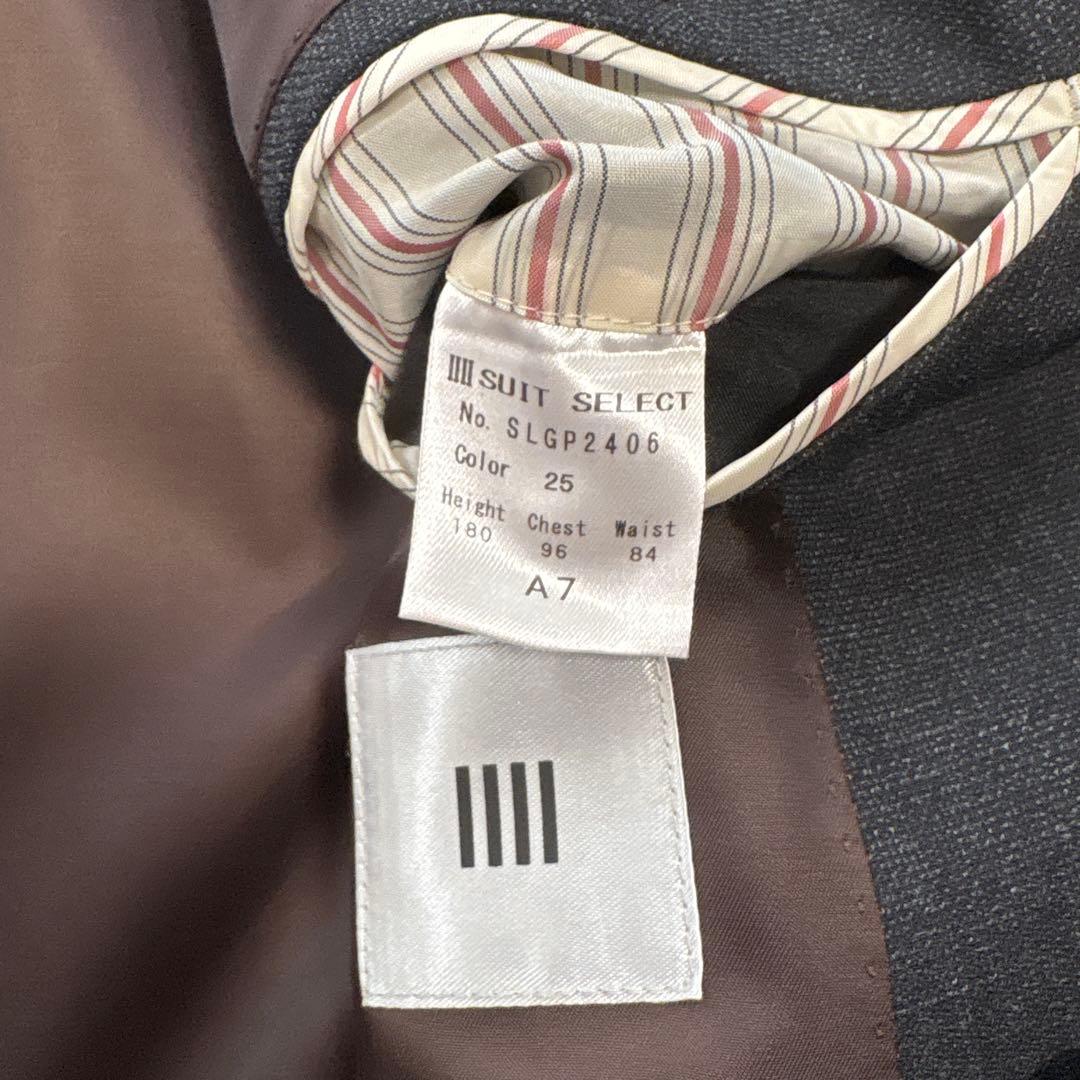 SUIT SELECT
No. SLGP2406
Color 25
Height Chest Waist
180 96 84
A7